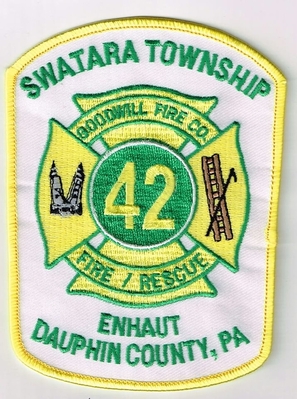 SWATARA TOWNSHIP
GOODWILL FIRE CO.
42
FIRE / RESCUE
ENHAUT
DAUPHIN COUNTY, PA